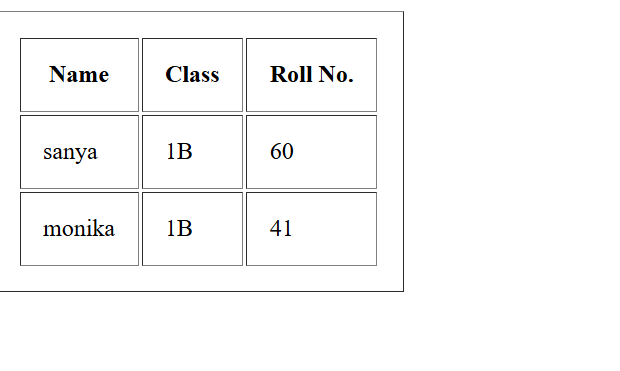 Name Class Roll No.
sanya 1B 60
monika 1B 41